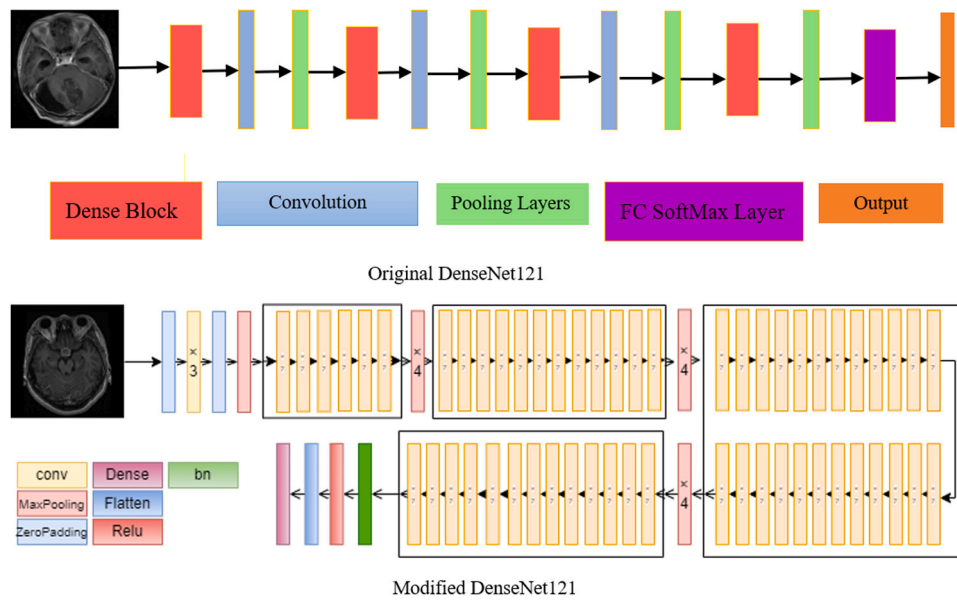 Dense Block
Convolution
Pooling Layers
FC SoftMax Layer
Output
Original DenseNet121
×
3
×
4
×
4
×
4
conv
Dense
bn
MaxPooling
Flatten
ZeroPadding
Relu
Modified DenseNet121